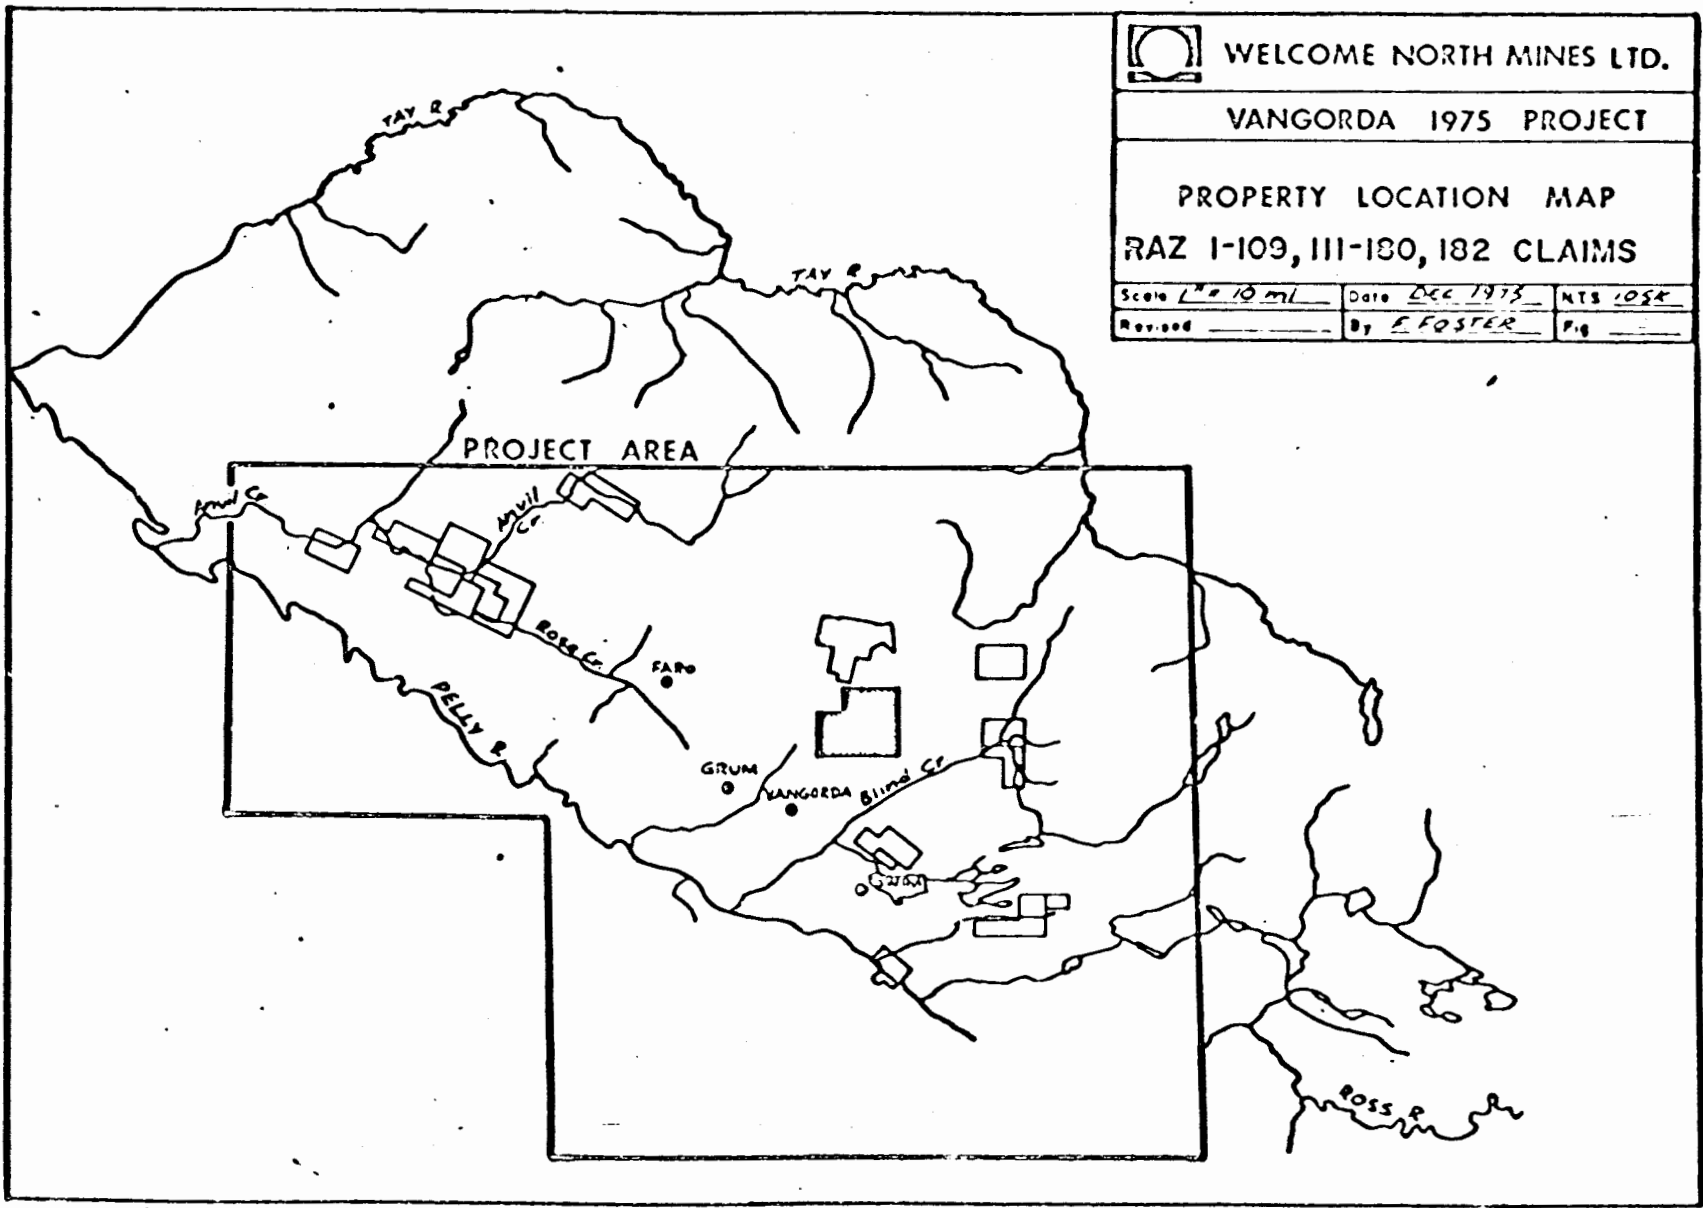 WELCOME NORTH MINES LTD.
VANGORDA 1975 PROJECT
PROPERTY LOCATION MAP
RAZ 1-109, 111-180, 182 CLAIMS
Scale 1" = 10 mi Date DEC 1975 NTS 105K
Revised By F. FOSTER Fig
TAY R
TAY R
PROJECT AREA
Anvil Cr
Anvil
Cr.
Rose Cr.
FARO
PELLY R.
GRUM
VANGORDA
Blind Cr
ROSS R